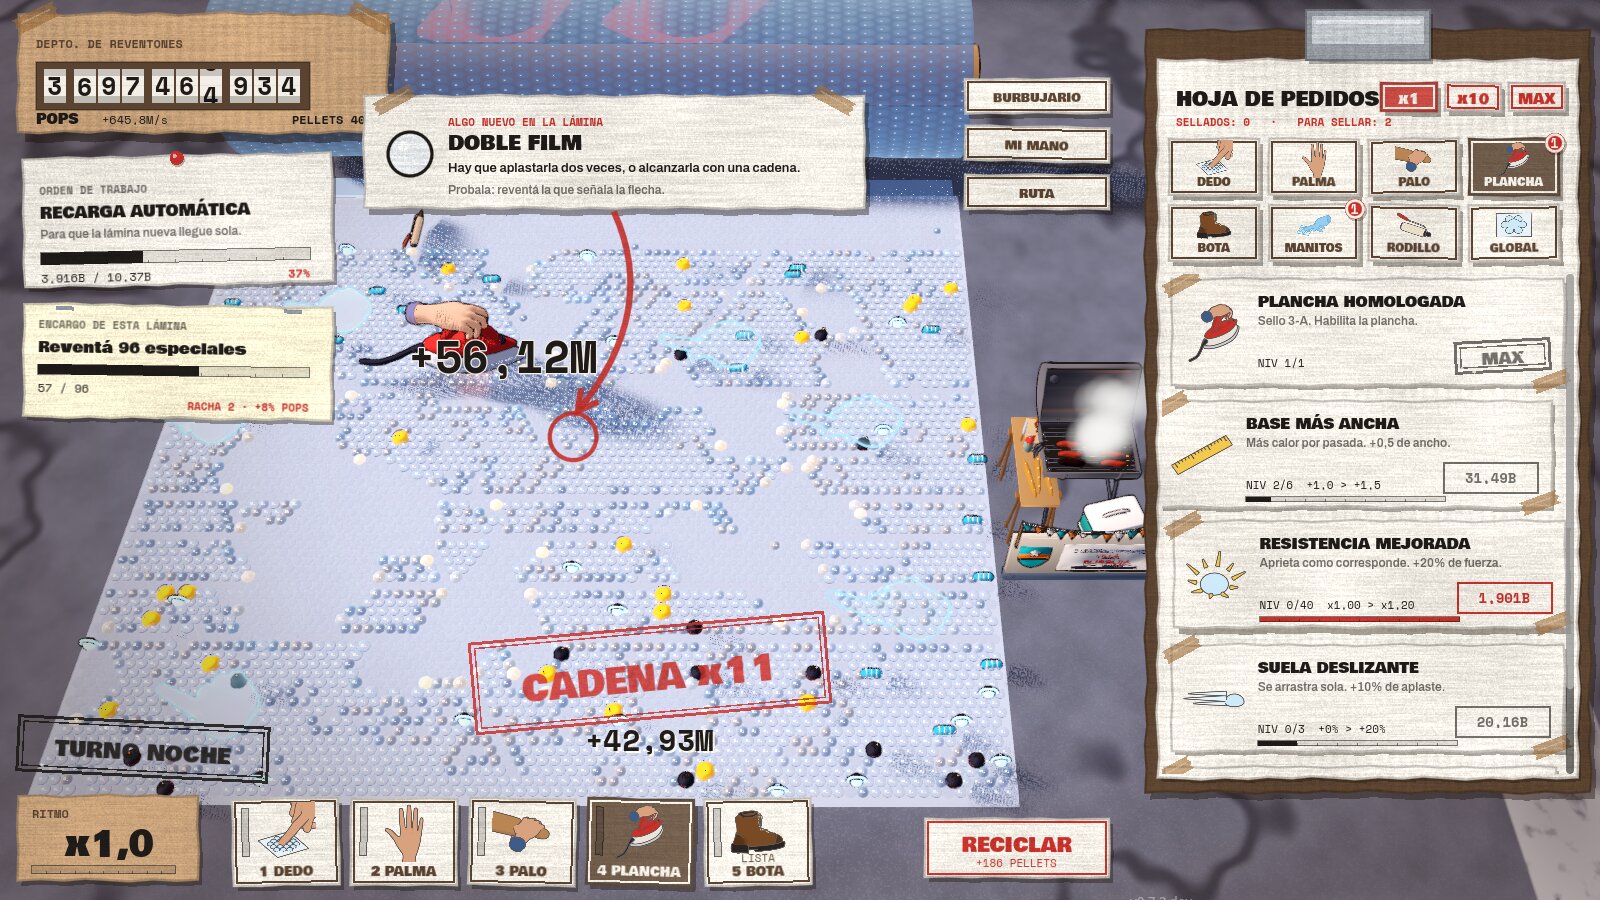 DEPTO. DE REVENTONES
3 697 464 934
POPS +645,8M/s PELLETS 40
ORDEN DE TRABAJO
RECARGA AUTOMÁTICA
Para que la lámina nueva llegue sola.
3,916B / 10,37B 37%
ENCARGO DE ESTA LÁMINA
Reventá 96 especiales
57 / 96
RACHA 2 · +8% POPS
ALGO NUEVO EN LA LÁMINA
DOBLE FILM
Hay que aplastarla dos veces, o alcanzarla con una cadena.
Probala: reventá la que señala la flecha.
BURBUJARIO
MI MANO
RUTA
+56,12M
CADENA x11
+42,93M
TURNO NOCHE
RITMO
x1,0
1 DEDO
2 PALMA
3 PALO
4 PLANCHA
LISTA
5 BOTA
RECICLAR
+186 PELLETS
HOJA DE PEDIDOS x1 x10 MAX
SELLADOS: 0 · PARA SELLAR: 2
DEDO
PALMA
PALO
PLANCHA 1
BOTA
MANITOS 1
RODILLO
GLOBAL
PLANCHA HOMOLOGADA
Sello 3-A. Habilita la plancha.
NIV 1/1
MAX
BASE MÁS ANCHA
Más calor por pasada. +0,5 de ancho.
NIV 2/6 +1.0 > +1.5
31,49B
RESISTENCIA MEJORADA
Aprieta como corresponde. +20% de fuerza.
NIV 0/40 x1,00 > x1,20
1,901B
SUELA DESLIZANTE
Se arrastra sola. +10% de aplaste.
NIV 0/3 +0% > +20%
20,16B